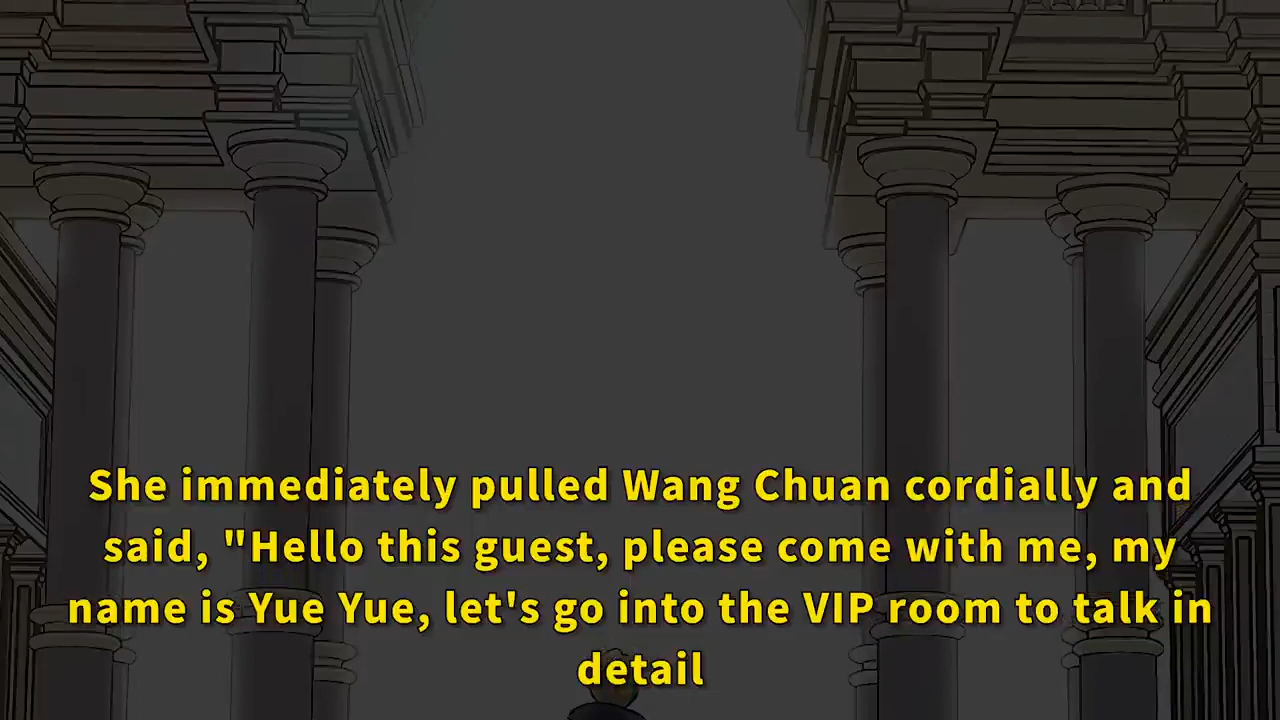 She immediately pulled Wang Chuan cordially and
said, "Hello this guest, please come with me, my
name is Yue Yue, let's go into the VIP room to talk in
detail